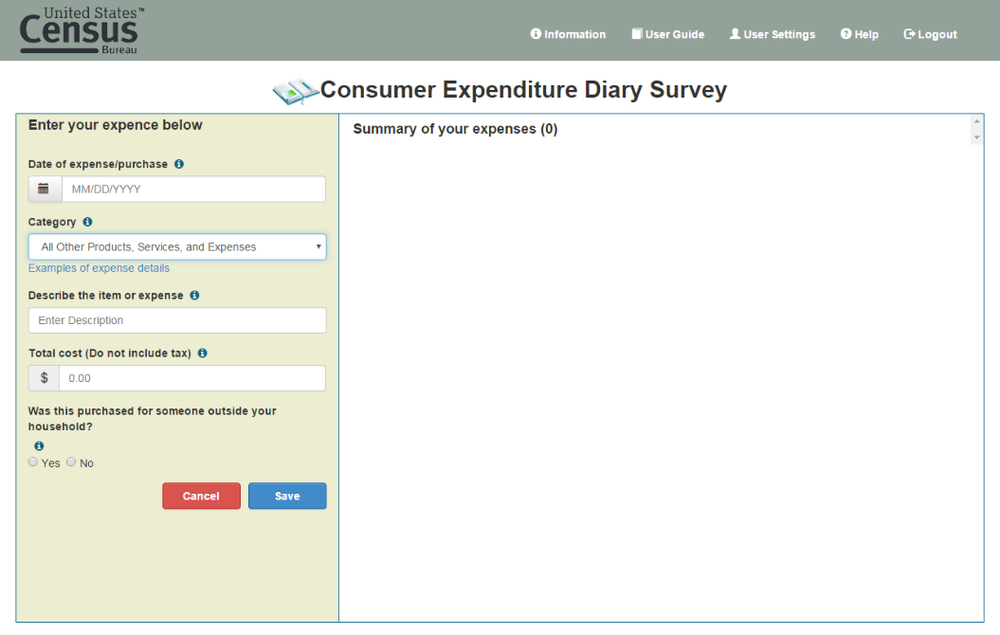 United States™
Census
Bureau
Information User Guide User Settings Help Logout
Consumer Expenditure Diary Survey
Enter your expence below
Summary of your expenses (0)
Date of expense/purchase
MM/DD/YYYY
Category
All Other Products, Services, and Expenses
Examples of expense details
Describe the item or expense
Enter Description
Total cost (Do not include tax)
$ 0.00
Was this purchased for someone outside your
household?
Yes No
Cancel Save